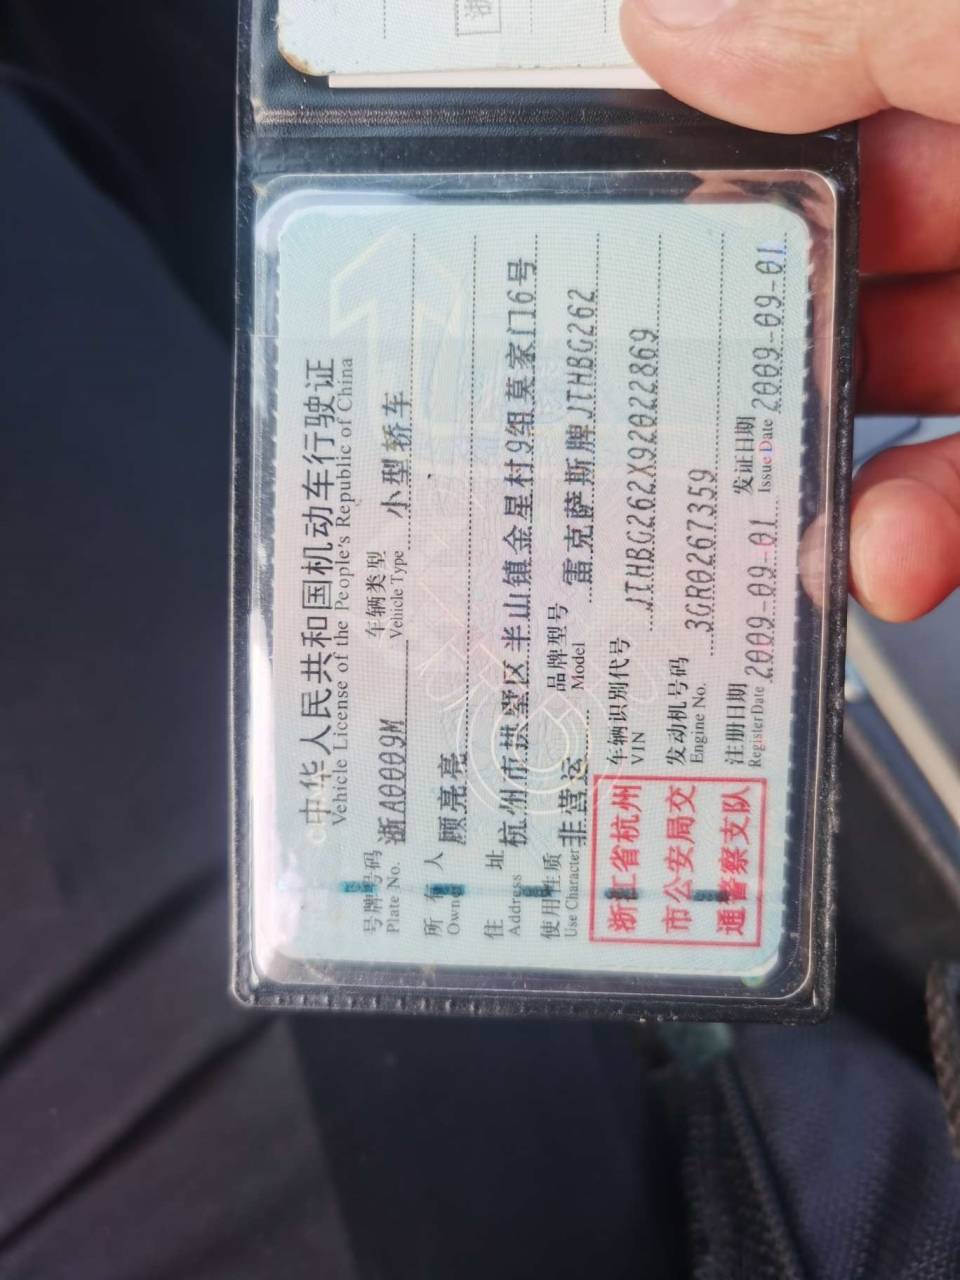 中华人民共和国机动车行驶证
Vehicle License of the People's Republic of China
号牌号码 浙A0009M 车辆类型 小型轿车
Plate No. Vehicle Type
所有人 顾亮亮
Owner
住址 杭州市拱墅区半山镇金星村9组莫家门6号
Address
使用性质 非营运 品牌型号 雷克萨斯牌JTHBG262
Use Character Model
浙江省杭州
市公安局交
通警察支队
车辆识别代号 JTHBG262X92022869
VIN
发动机号码 3GR0267359
Engine No.
注册日期 2009-09-01 发证日期 2009-09-01
Register Date Issue Date